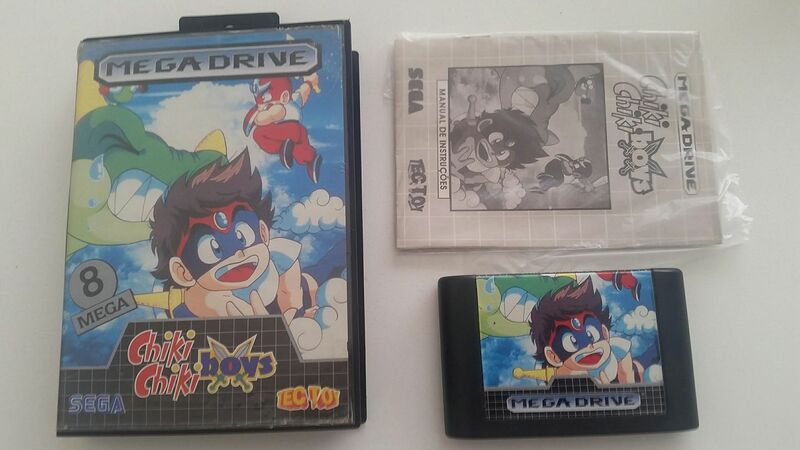 MEGA DRIVE
8
MEGA
Chiki
Chiki boys
SEGA
TEC TOY
MEGA DRIVE
Chiki
Chiki boys
MANUAL DE INSTRUÇÕES
SEGA
TEC TOY
MEGA DRIVE